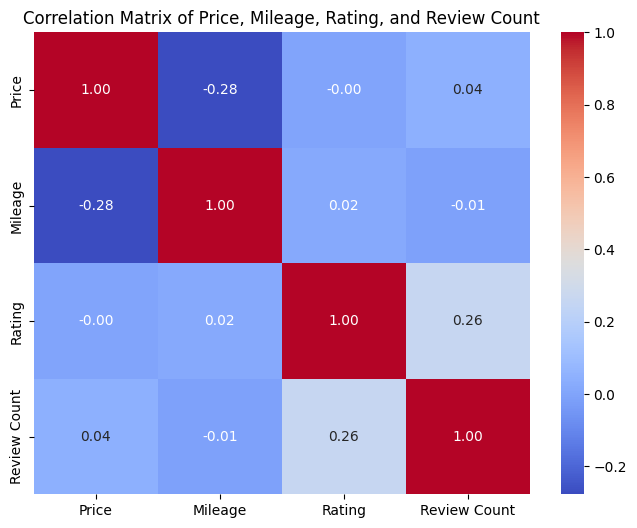 Correlation Matrix of Price, Mileage, Rating, and Review Count
Price 1.00 -0.28 -0.00 0.04
Mileage -0.28 1.00 0.02 -0.01
Rating -0.00 0.02 1.00 0.26
Review Count 0.04 -0.01 0.26 1.00
Price Mileage Rating Review Count
1.0
0.8
0.6
0.4
0.2
0.0
−0.2